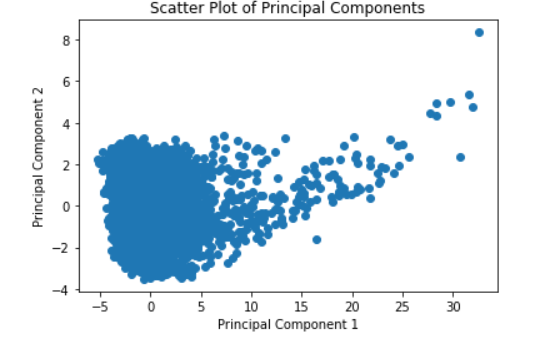 Scatter Plot of Principal Components
8
6
4
2
0
−2
−4
Principal Component 2
−5 0 5 10 15 20 25 30
Principal Component 1